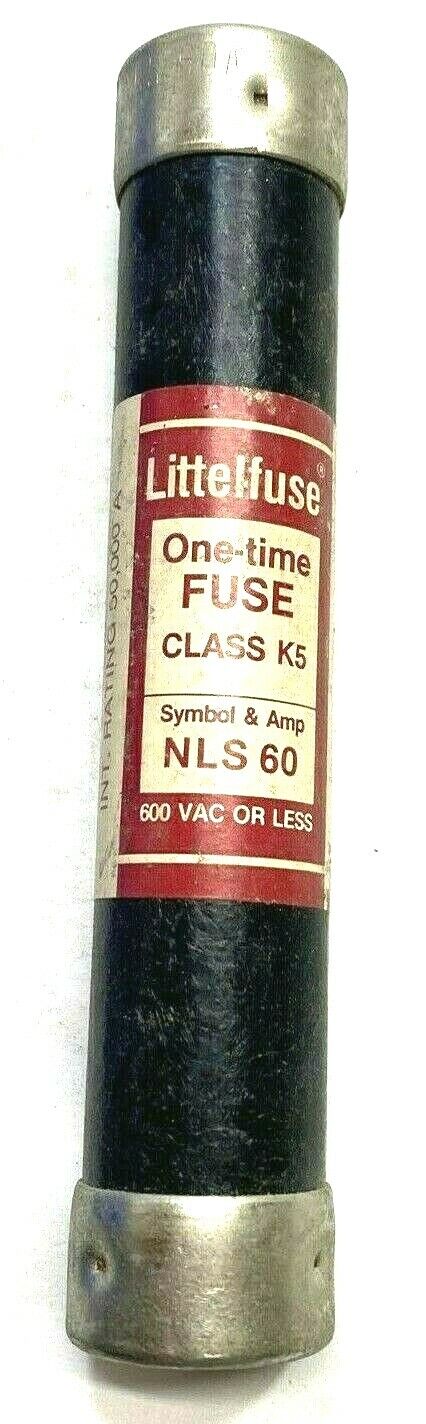 Littelfuse®
One-time
FUSE
CLASS K5
Symbol & Amp
NLS 60
600 VAC OR LESS
INT. RATING 50,000 A